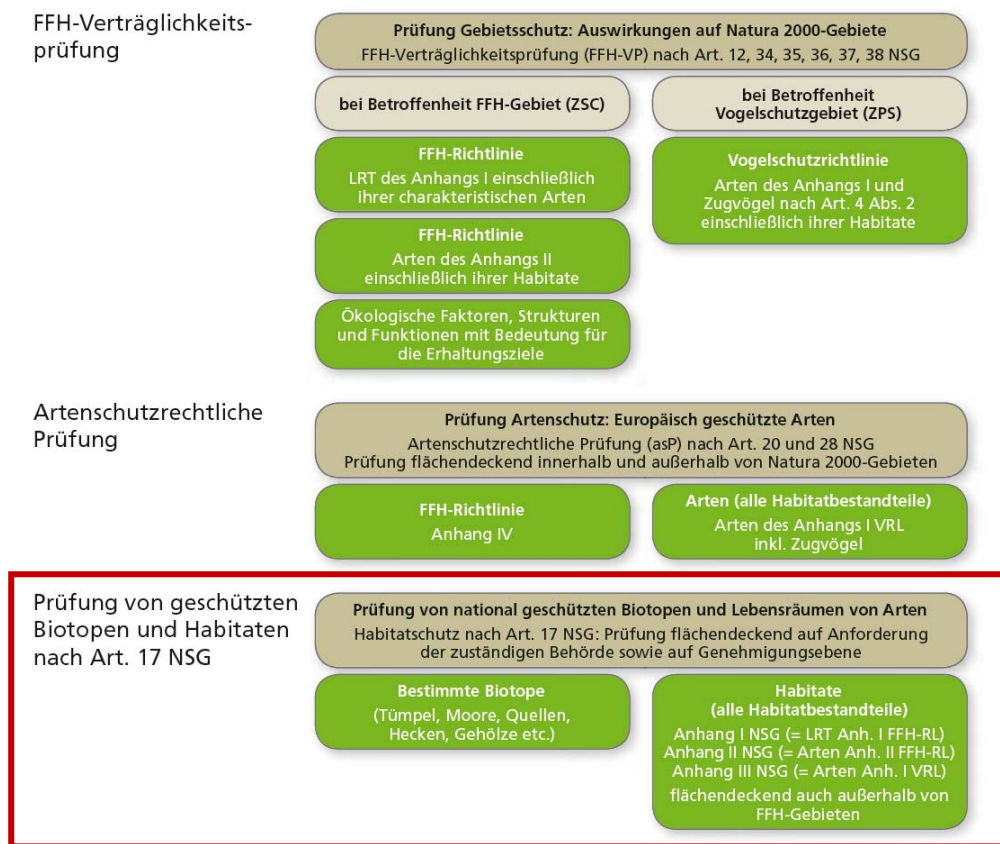 FFH-Verträglichkeits-
prüfung
Prüfung Gebietsschutz: Auswirkungen auf Natura 2000-Gebiete
FFH-Verträglichkeitsprüfung (FFH-VP) nach Art. 12, 34, 35, 36, 37, 38 NSG
bei Betroffenheit FFH-Gebiet (ZSC)
bei Betroffenheit
Vogelschutzgebiet (ZPS)
FFH-Richtlinie
LRT des Anhangs I einschließlich
ihrer charakteristischen Arten
Vogelschutzrichtlinie
Arten des Anhangs I und
Zugvögel nach Art. 4 Abs. 2
einschließlich ihrer Habitate
FFH-Richtlinie
Arten des Anhangs II
einschließlich ihrer Habitate
Ökologische Faktoren, Strukturen
und Funktionen mit Bedeutung für
die Erhaltungsziele
Artenschutzrechtliche
Prüfung
Prüfung Artenschutz: Europäisch geschützte Arten
Artenschutzrechtliche Prüfung (asP) nach Art. 20 und 28 NSG
Prüfung flächendeckend innerhalb und außerhalb von Natura 2000-Gebieten
FFH-Richtlinie
Anhang IV
Arten (alle Habitatbestandteile)
Arten des Anhangs I VRL
inkl. Zugvögel
Prüfung von geschützten
Biotopen und Habitaten
nach Art. 17 NSG
Prüfung von national geschützten Biotopen und Lebensräumen von Arten
Habitatschutz nach Art. 17 NSG: Prüfung flächendeckend auf Anforderung
der zuständigen Behörde sowie auf Genehmigungsebene
Bestimmte Biotope
(Tümpel, Moore, Quellen,
Hecken, Gehölze etc.)
Habitate
(alle Habitatbestandteile)
Anhang I NSG (= LRT Anh. I FFH-RL)
Anhang II NSG (= Arten Anh. II FFH-RL)
Anhang III NSG (= Arten Anh. I VRL)
flächendeckend auch außerhalb von
FFH-Gebieten